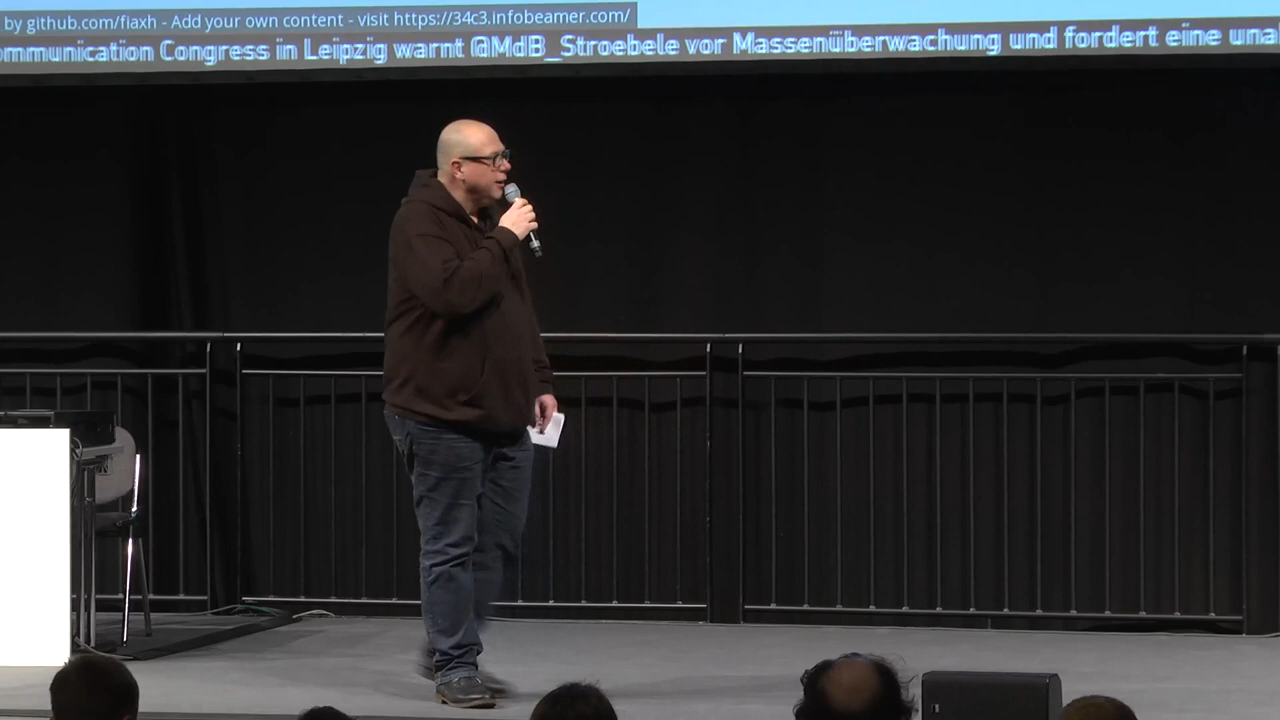 by github.com/fiaxh - Add your own content - visit https://34c3.infobeamer.com/
ommunication Congress in Leipzig warnt @MdB_Stroebele vor Massenüberwachung und fordert eine una